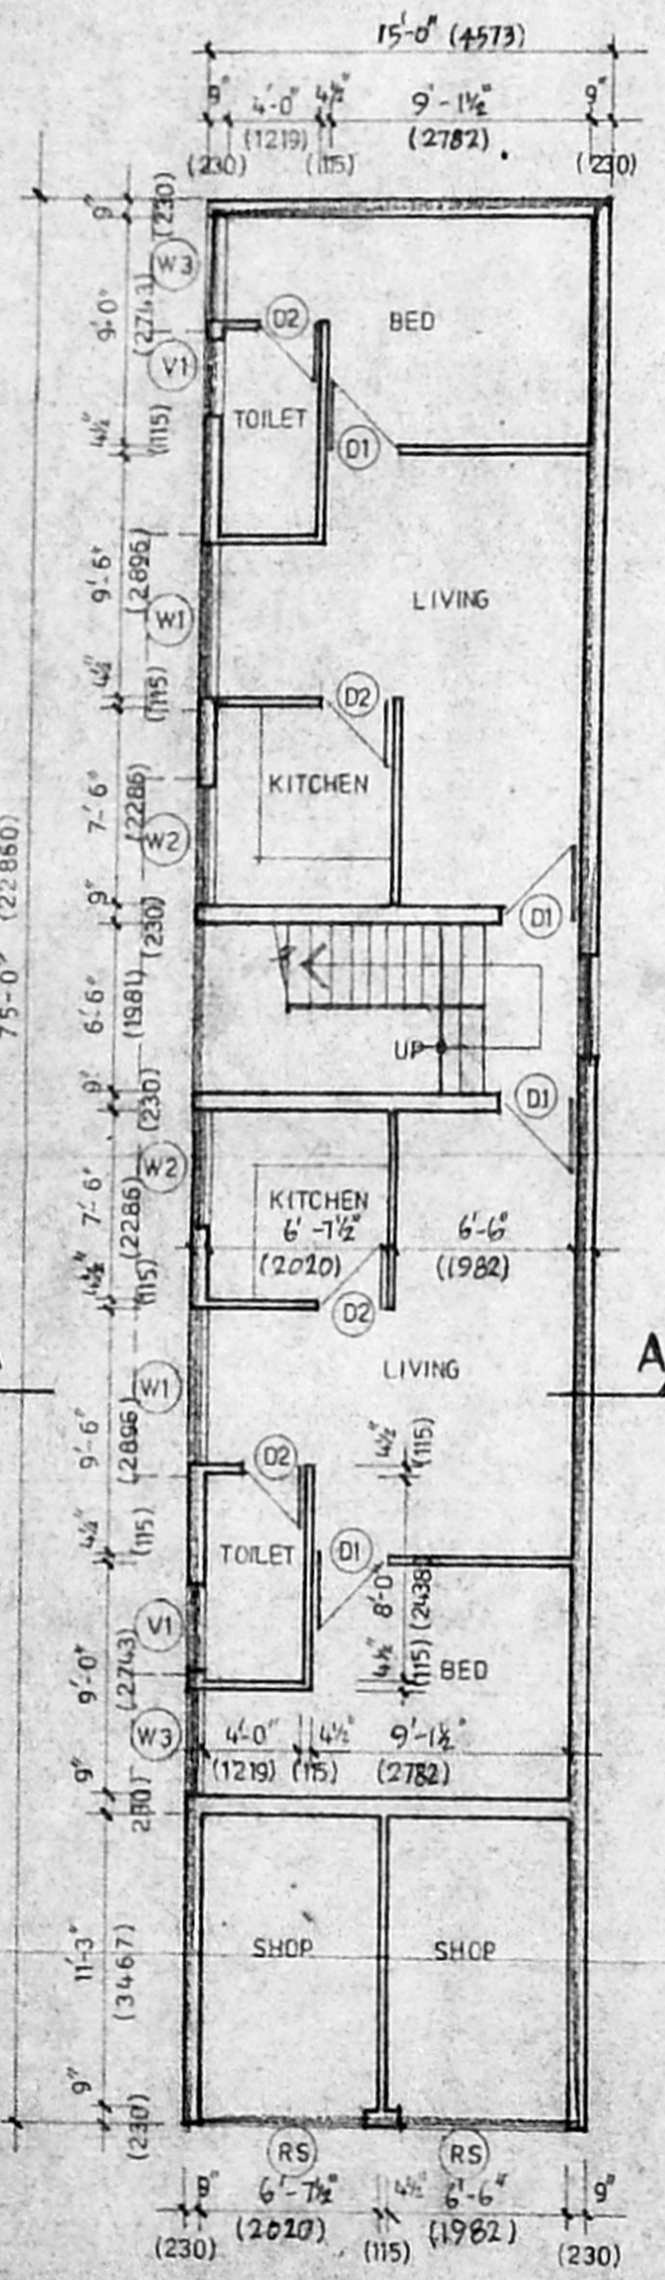 15'-0" (4573)
9" 4'-0" 4½" 9'-1½" 9"
(1219) (2782)
(230) (115) (230)
9" (230)
W3
9'-0" (2743)
D2 BED
V1
TOILET
4½" (115) D1
9'-6" (2896)
LIVING
W1
4½" (115) D2
KITCHEN
7'-6" (2286)
W2
75-0" (22860)
9" (230) D1
6'-6" (1981)
UP
9" (230) D1
W2
7'-6" (2286)
KITCHEN
6'-7½" 6'-6"
(2020) (1982)
4½" (115) D2
A
LIVING
W1
9'-6" (2896)
4½" (115)
D2
4½" (115)
TOILET D1
8'-0" (2438)
V1
9'-0" (2743)
4½" (115) BED
W3
4'-0" 4½" 9'-1½"
(1219) (115) (2782)
9" 230)
SHOP SHOP
11'-3" (3467)
9" (230)
RS RS
9" 6'-7½" 4½" 6'-6" 9"
(2020) (1982)
(230) (115) (230)